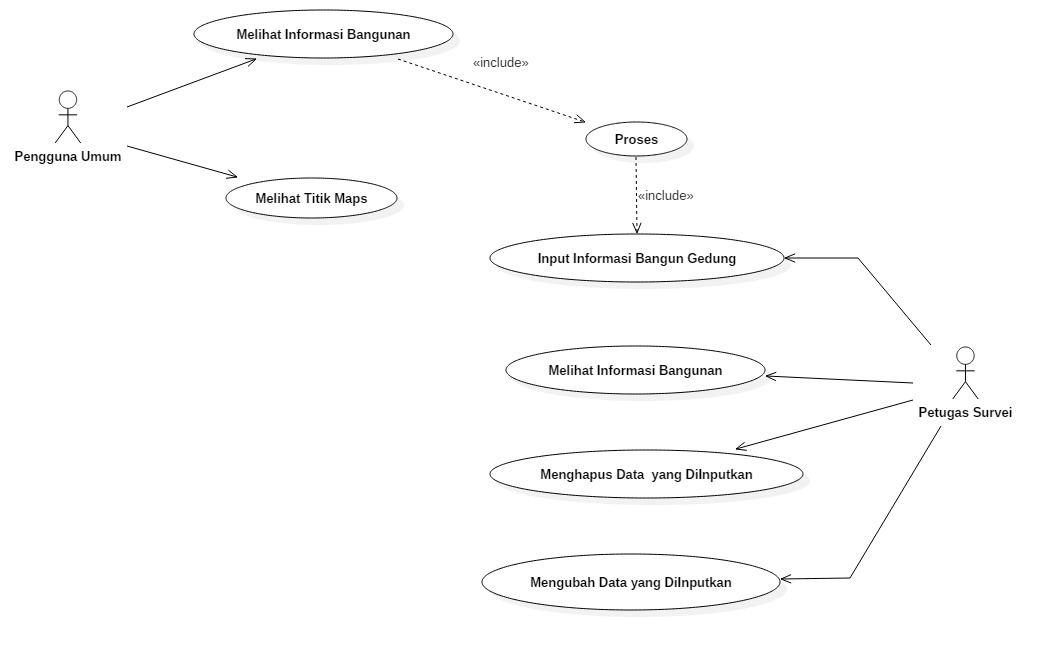 Melihat Informasi Bangunan
«include»
Proses
Pengguna Umum
Melihat Titik Maps
«include»
Input Informasi Bangun Gedung
Melihat Informasi Bangunan
Petugas Survei
Menghapus Data  yang DiInputkan
Mengubah Data yang DiInputkan